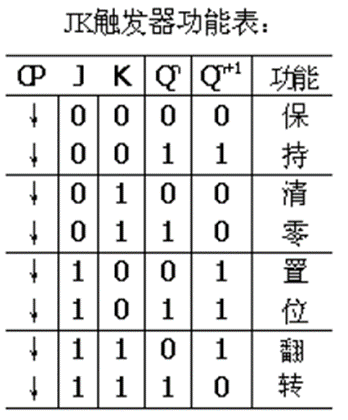 JK触发器功能表：
CP J K Qⁿ Qⁿ⁺¹ 功能
↓ 0 0 0 0 保
↓ 0 0 1 1 持
↓ 0 1 0 0 清
↓ 0 1 1 0 零
↓ 1 0 0 1 置
↓ 1 0 1 1 位
↓ 1 1 0 1 翻
↓ 1 1 1 0 转